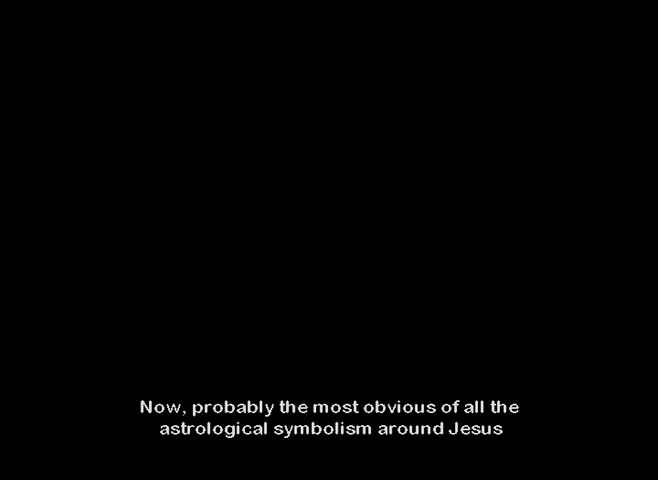 Now, probably the most obvious of all the
astrological symbolism around Jesus